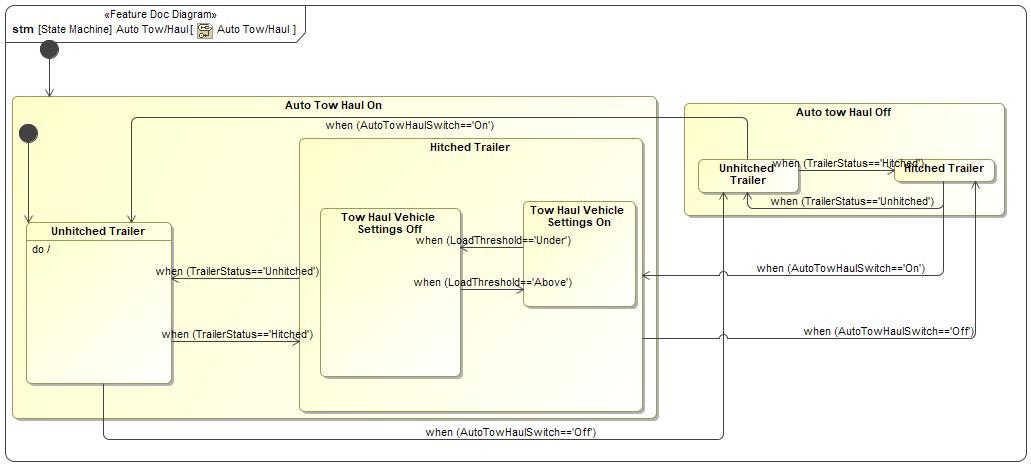 «Feature Doc Diagram»
stm [State Machine] Auto Tow/Haul[ Auto Tow/Haul ]
Auto Tow Haul On
Auto tow Haul Off
when (AutoTowHaulSwitch=='On')
Hitched Trailer
Unhitched
Trailer
when (TrailerStatus=='Hitched')
Hitched Trailer
when (TrailerStatus=='Unhitched')
Tow Haul Vehicle
Settings Off
Tow Haul Vehicle
Settings On
Unhitched Trailer
do /
when (LoadThreshold=='Under')
when (TrailerStatus=='Unhitched')
when (AutoTowHaulSwitch=='On')
when (LoadThreshold=='Above')
when (TrailerStatus=='Hitched')
when (AutoTowHaulSwitch=='Off')
when (AutoTowHaulSwitch=='Off')